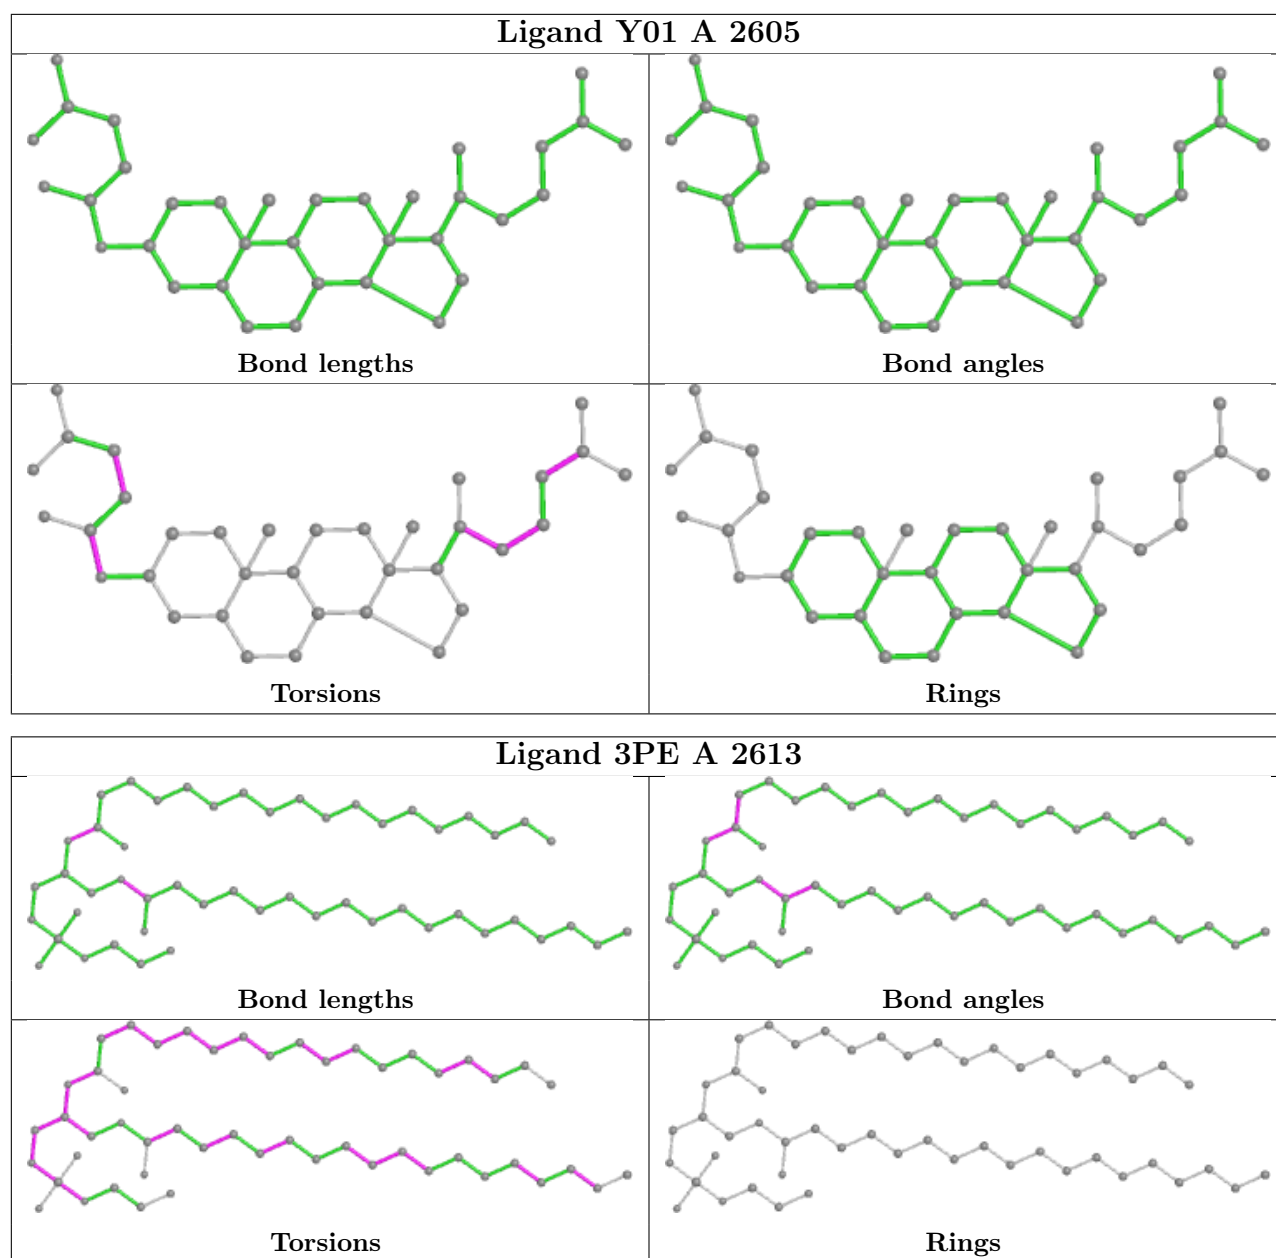 Ligand Y01 A 2605
Bond lengths
Bond angles
Torsions
Rings
Ligand 3PE A 2613
Bond lengths
Bond angles
Torsions
Rings